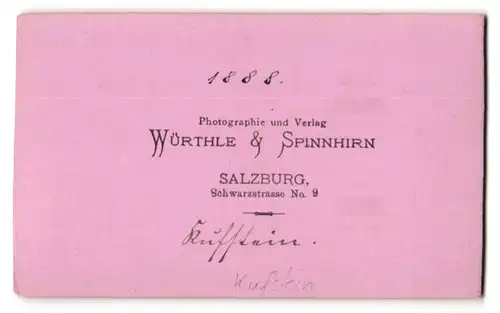 1888.
Photographie und Verlag
WÜRTHLE & SPINNHIRN
SALZBURG,
Schwarzstrasse No. 9
Kufstein.
Kufstein